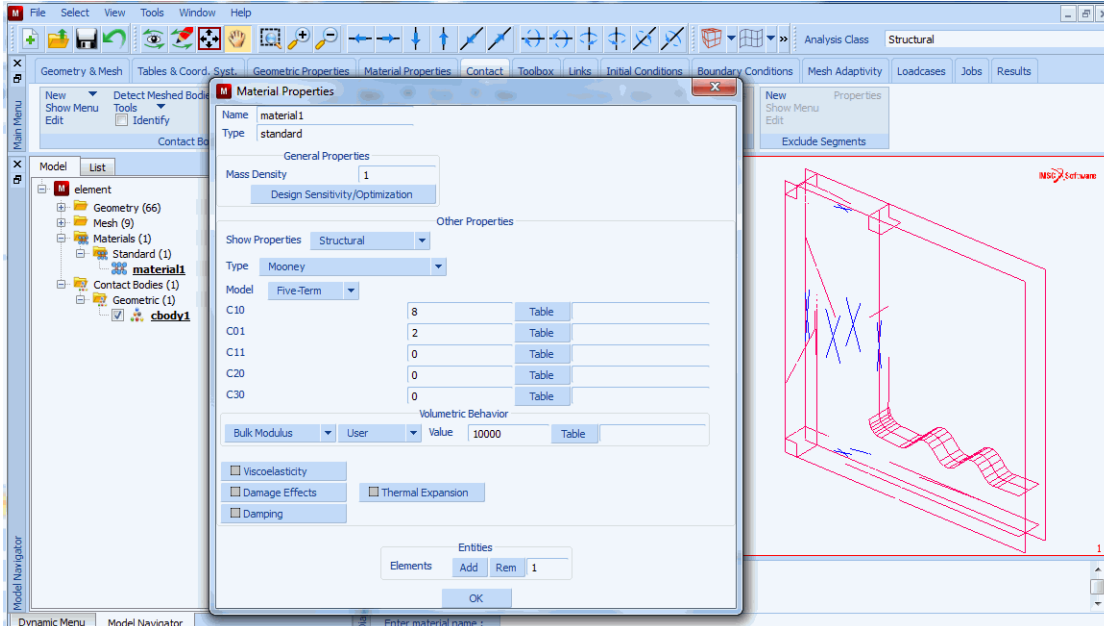 File Select View Tools Window Help
Analysis Class Structural
Geometry & Mesh Tables & Coord. Syst. Geometric Properties Material Properties Contact Toolbox Links Initial Conditions Boundary Conditions Mesh Adaptivity Loadcases Jobs Results
Main Menu
New Detect Meshed Bodie
Show Menu Tools
Edit Identify
Contact Bo
New Properties
Show Menu
Edit
Exclude Segments
Model List
element
Geometry (66)
Mesh (9)
Materials (1)
Standard (1)
material1
Contact Bodies (1)
Geometric (1)
cbody1
Model Navigator
Dynamic Menu Model Navigator
Material Properties
Name material1
Type standard
General Properties
Mass Density 1
Design Sensitivity/Optimization
Other Properties
Show Properties Structural
Type Mooney
Model Five-Term
C10 8 Table
C01 2 Table
C11 0 Table
C20 0 Table
C30 0 Table
Volumetric Behavior
Bulk Modulus User Value 10000 Table
Viscoelasticity
Damage Effects Thermal Expansion
Damping
Entities
Elements Add Rem 1
OK
Enter material name :
MSC Software
1